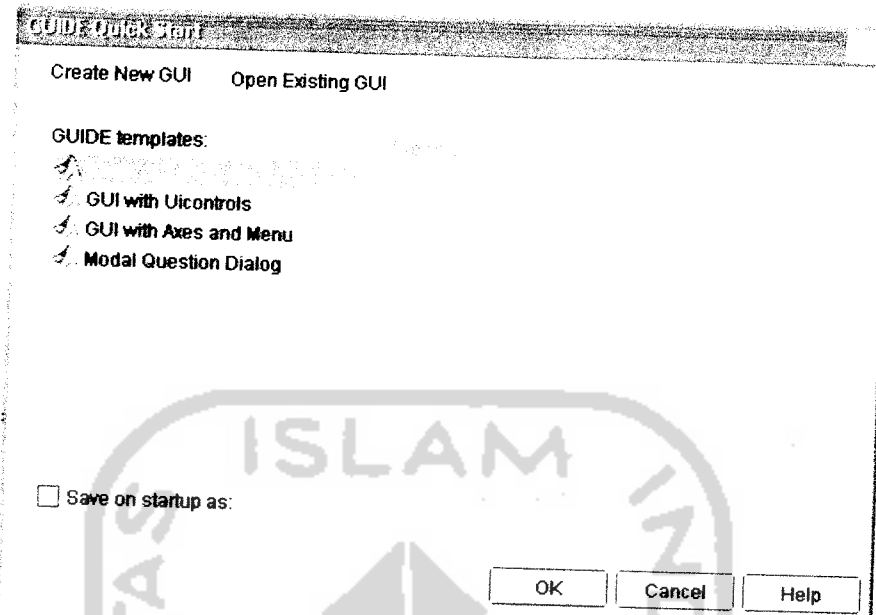 GUIDE Quick Start
Create New GUI Open Existing GUI
GUIDE templates:
GUI with Uicontrols
GUI with Axes and Menu
Modal Question Dialog
ISLAM
Save on startup as:
OK Cancel Help